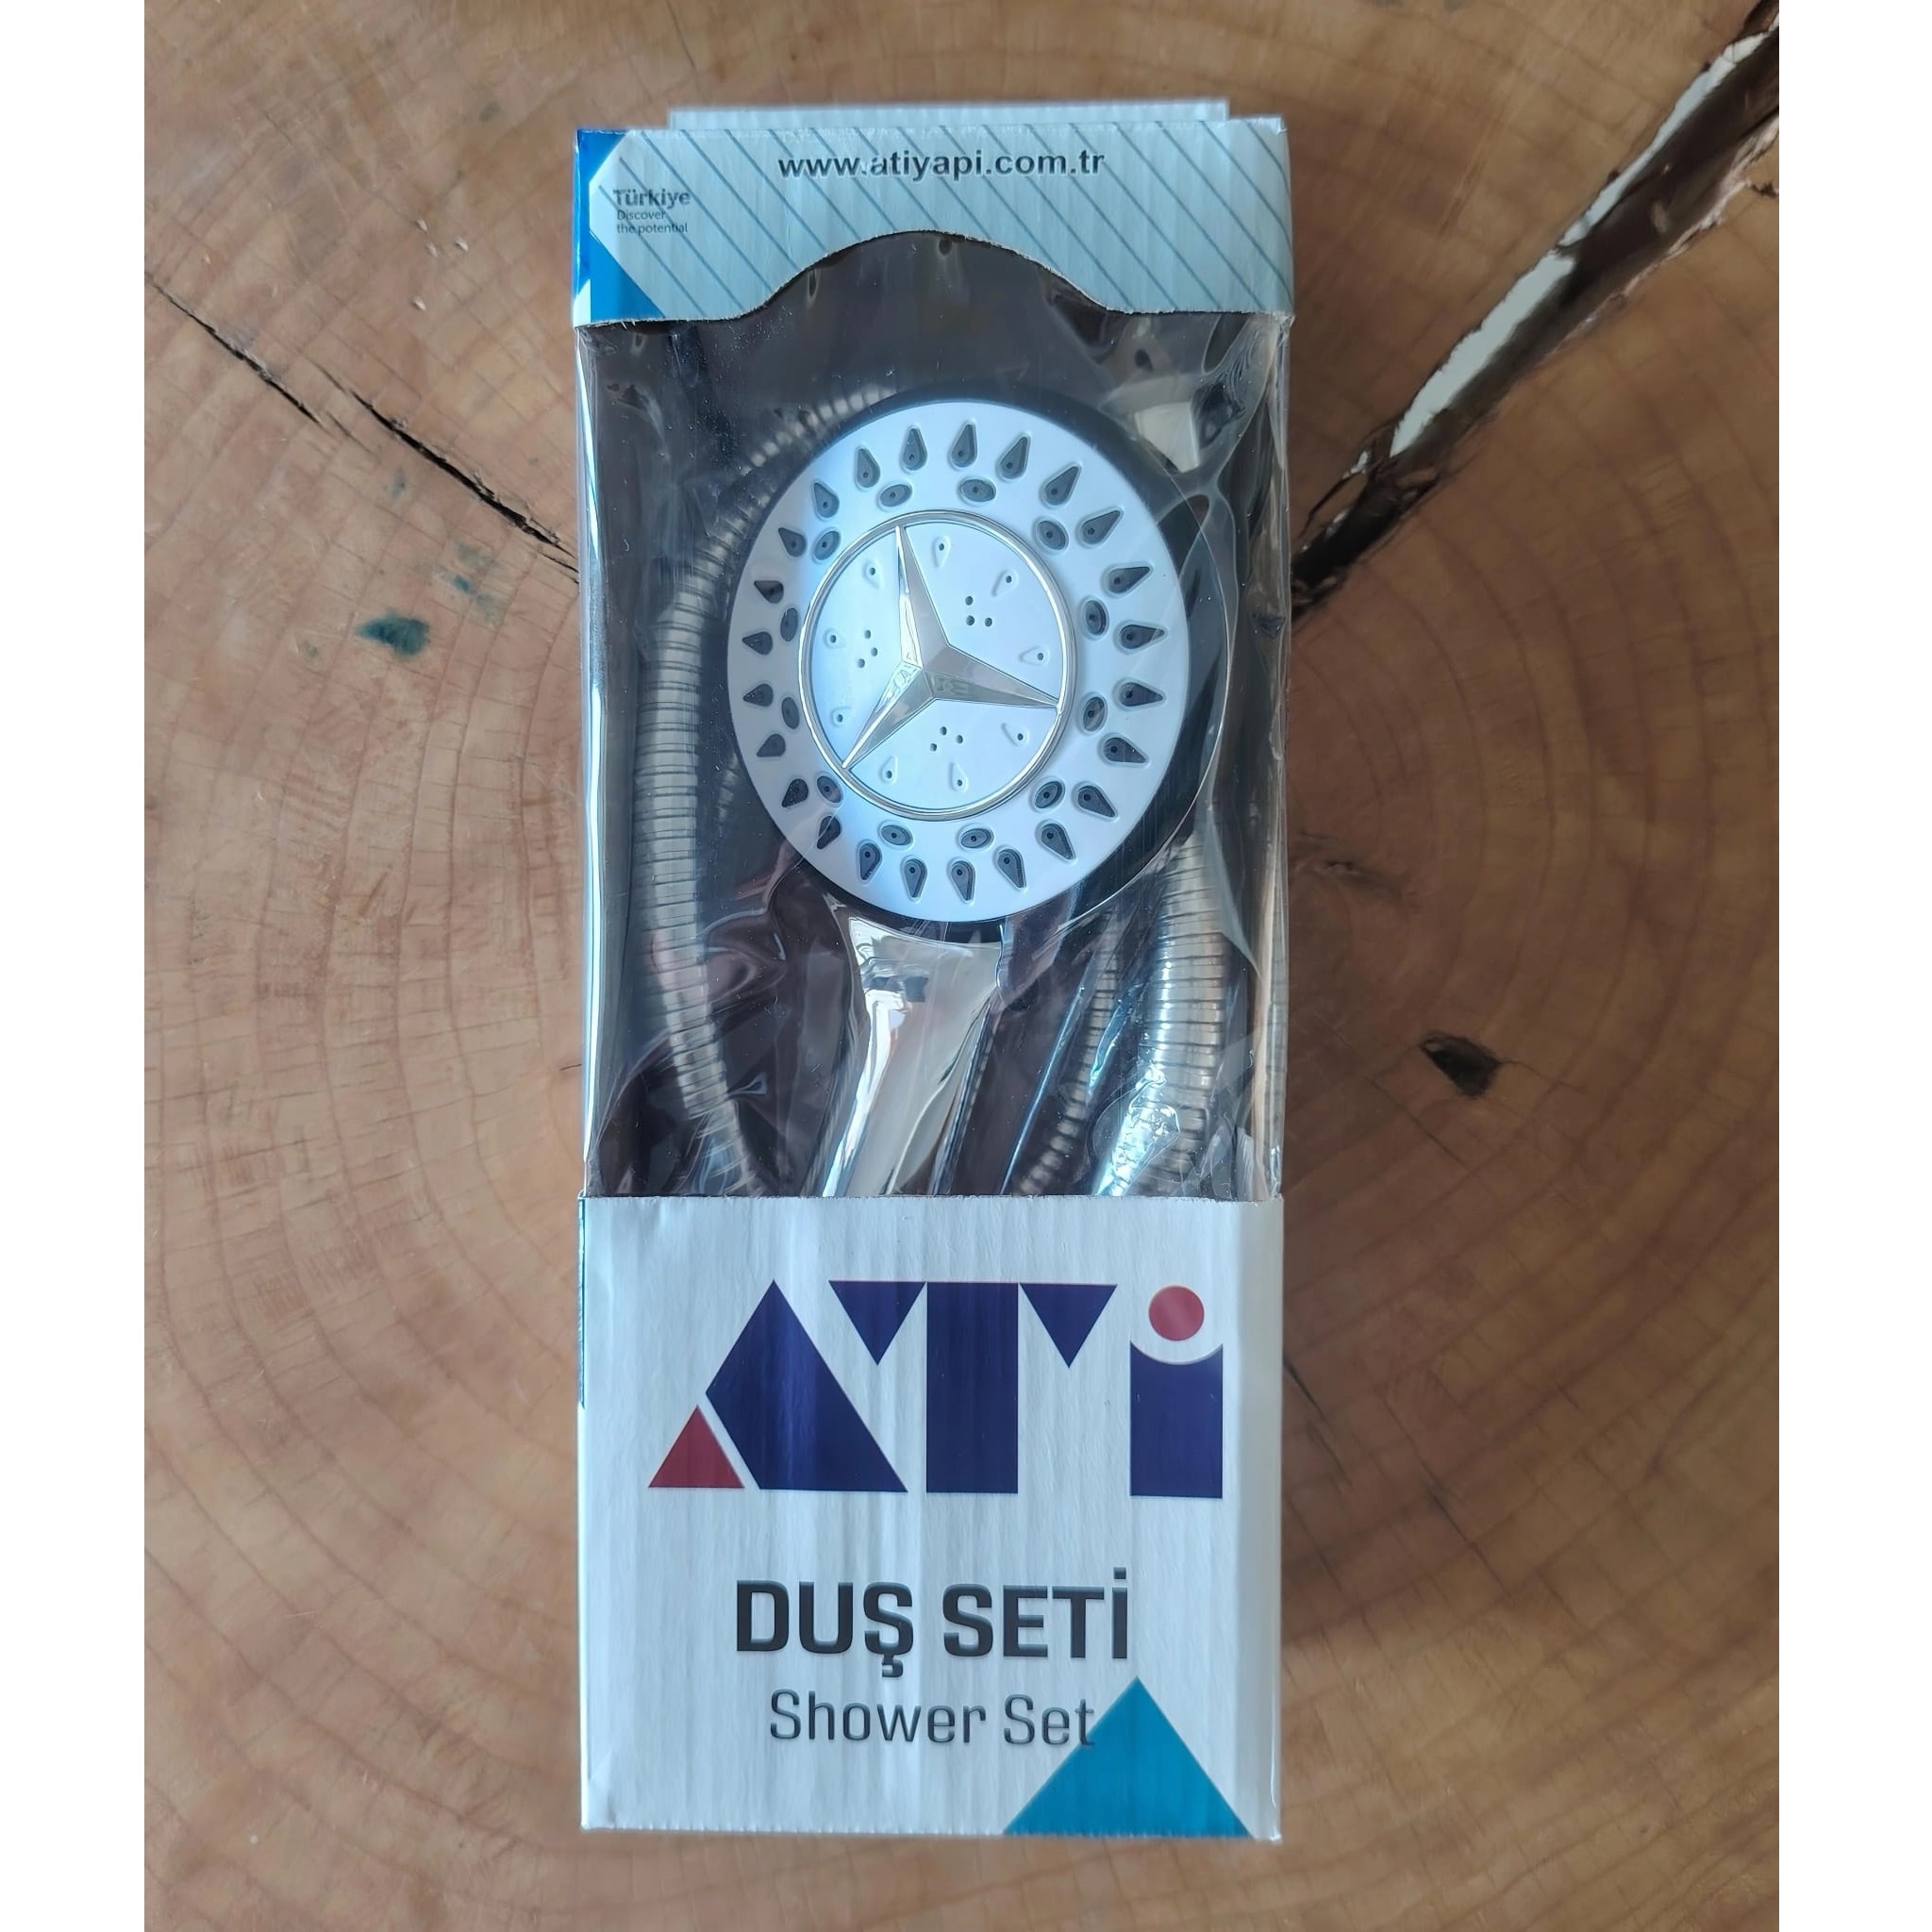 www.atiyapi.com.tr
Türkiye
Discover
the potential
ATi
DUŞ SETİ
Shower Set